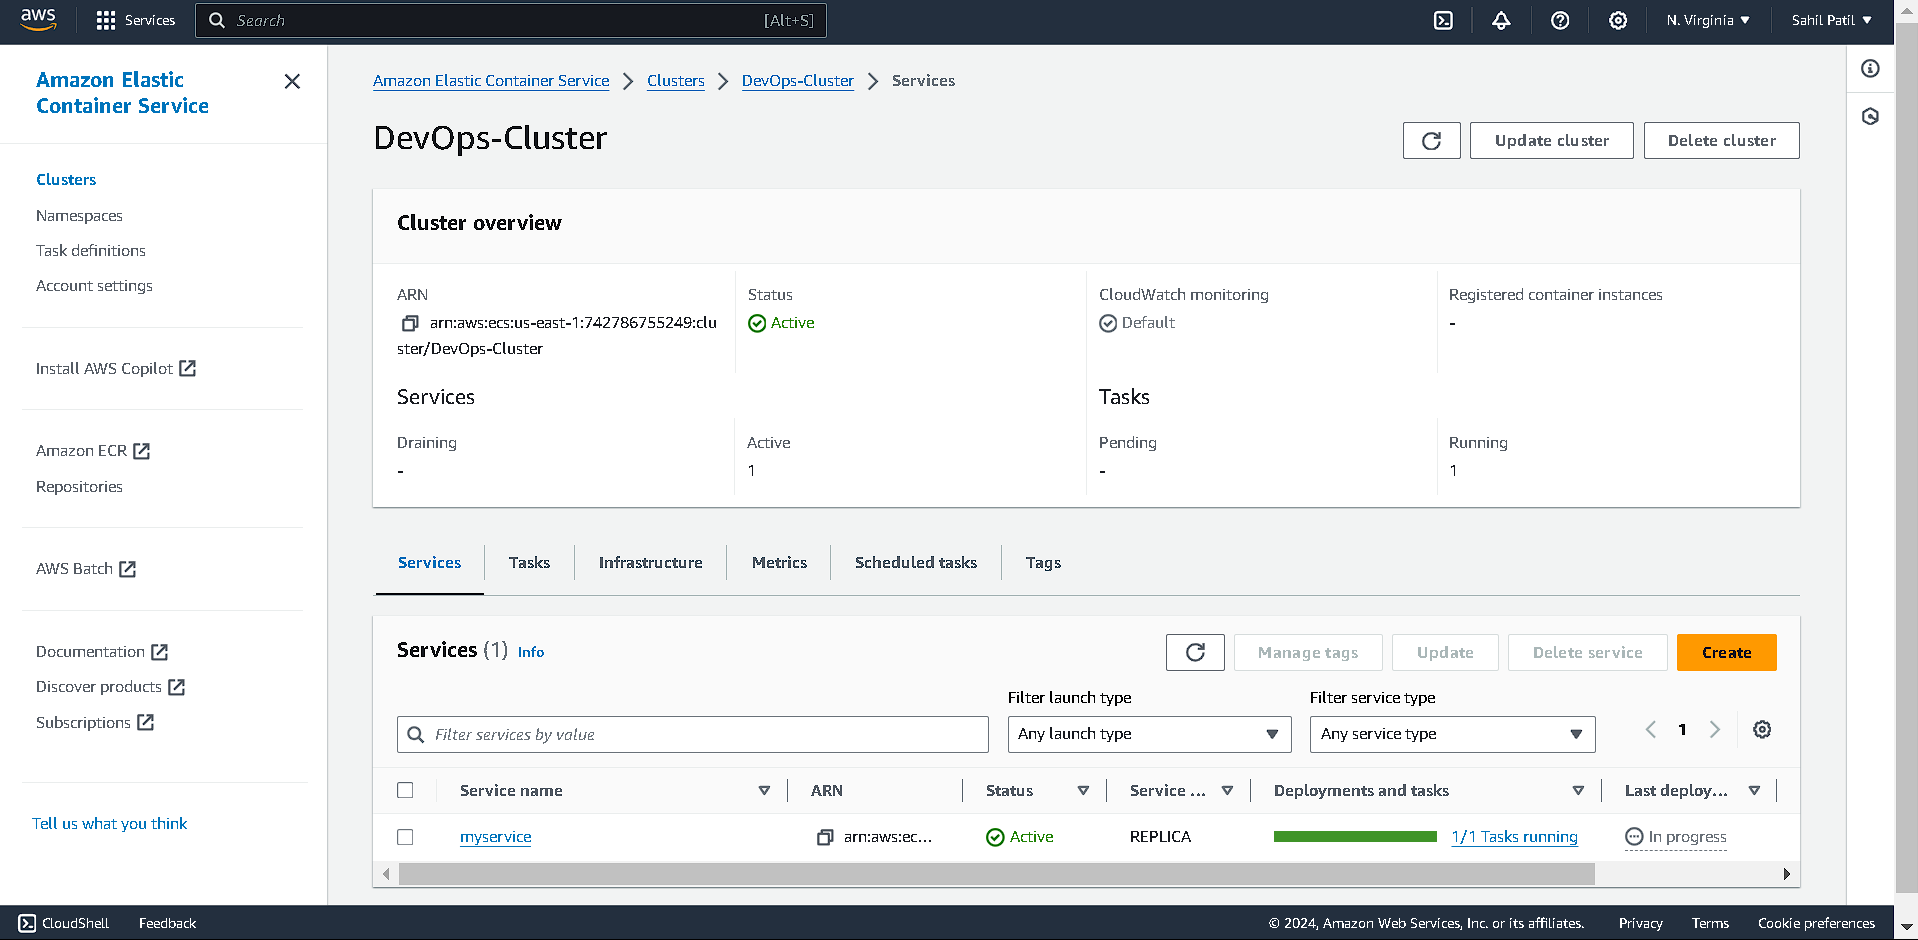 aws
Services
Search
[Alt+S]
N. Virginia
Sahil Patil
Amazon Elastic
Container Service
Clusters
Namespaces
Task definitions
Account settings
Install AWS Copilot
Amazon ECR
Repositories
AWS Batch
Documentation
Discover products
Subscriptions
Tell us what you think
Amazon Elastic Container Service
Clusters
DevOps-Cluster
Services
DevOps-Cluster
Update cluster
Delete cluster
Cluster overview
ARN
arn:aws:ecs:us-east-1:742786755249:clu
ster/DevOps-Cluster
Status
Active
CloudWatch monitoring
Default
Registered container instances
-
Services
Draining
-
Active
1
Tasks
Pending
-
Running
1
Services
Tasks
Infrastructure
Metrics
Scheduled tasks
Tags
Services (1) Info
Manage tags
Update
Delete service
Create
Filter services by value
Filter launch type
Any launch type
Filter service type
Any service type
1
Service name
ARN
Status
Service ...
Deployments and tasks
Last deploy...
myservice
arn:aws:ec...
Active
REPLICA
1/1 Tasks running
In progress
CloudShell
Feedback
© 2024, Amazon Web Services, Inc. or its affiliates.
Privacy
Terms
Cookie preferences